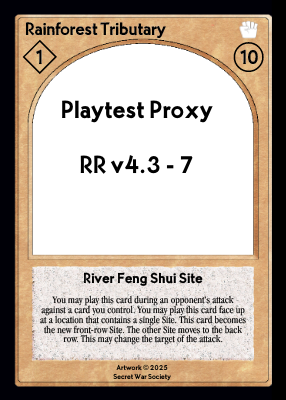 Rainforest Tributary
1
10
Playtest Proxy
RR v4.3 - 7
River Feng Shui Site
You may play this card during an opponent's attack
against a card you control. You may play this card face up
at a location that contains a single Site. This card becomes
the new front-row Site. The other Site moves to the back
row. This may change the target of the attack.
Artwork © 2025
Secret War Society